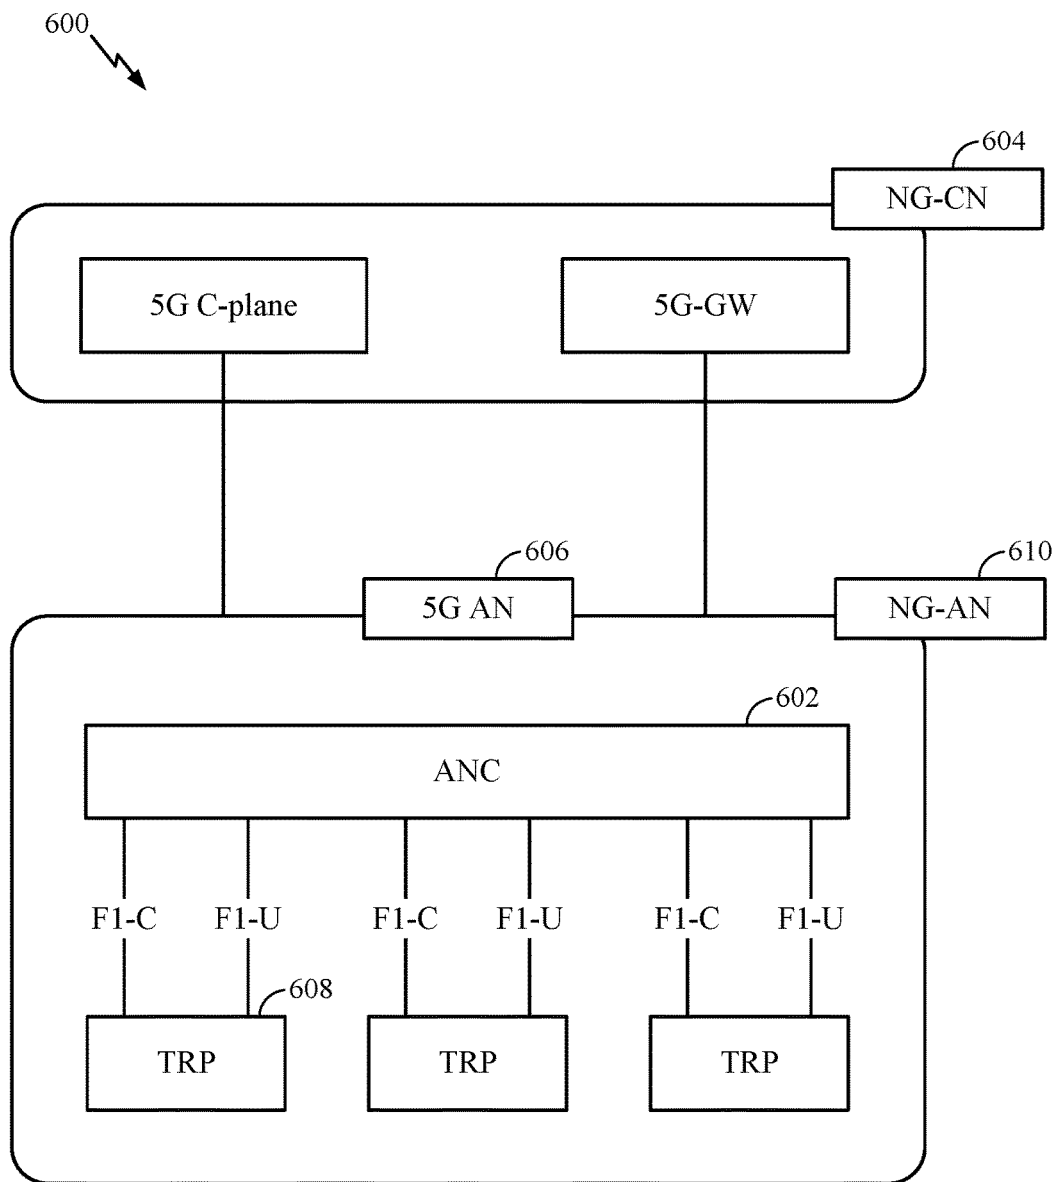 600
604
NG-CN
5G C-plane
5G-GW
606
610
5G AN
NG-AN
602
ANC
F1-C F1-U F1-C F1-U F1-C F1-U
608
TRP TRP TRP